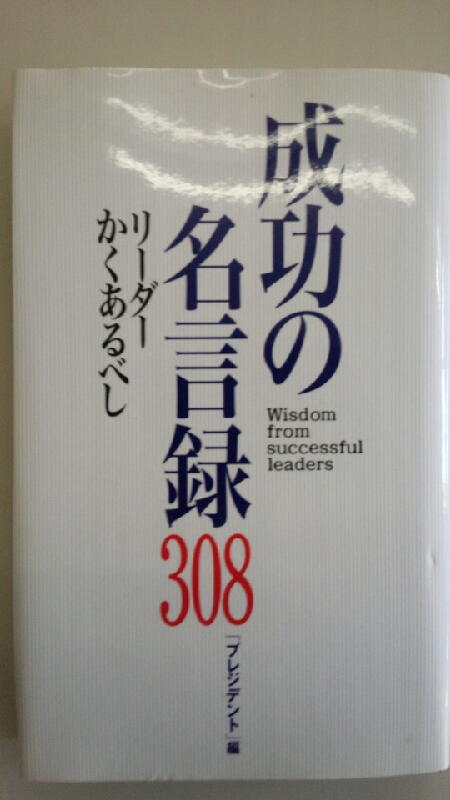 成功の
Wisdom
from
successful
leaders
名言録
308
リーダー
かくあるべし
「プレジデント」編